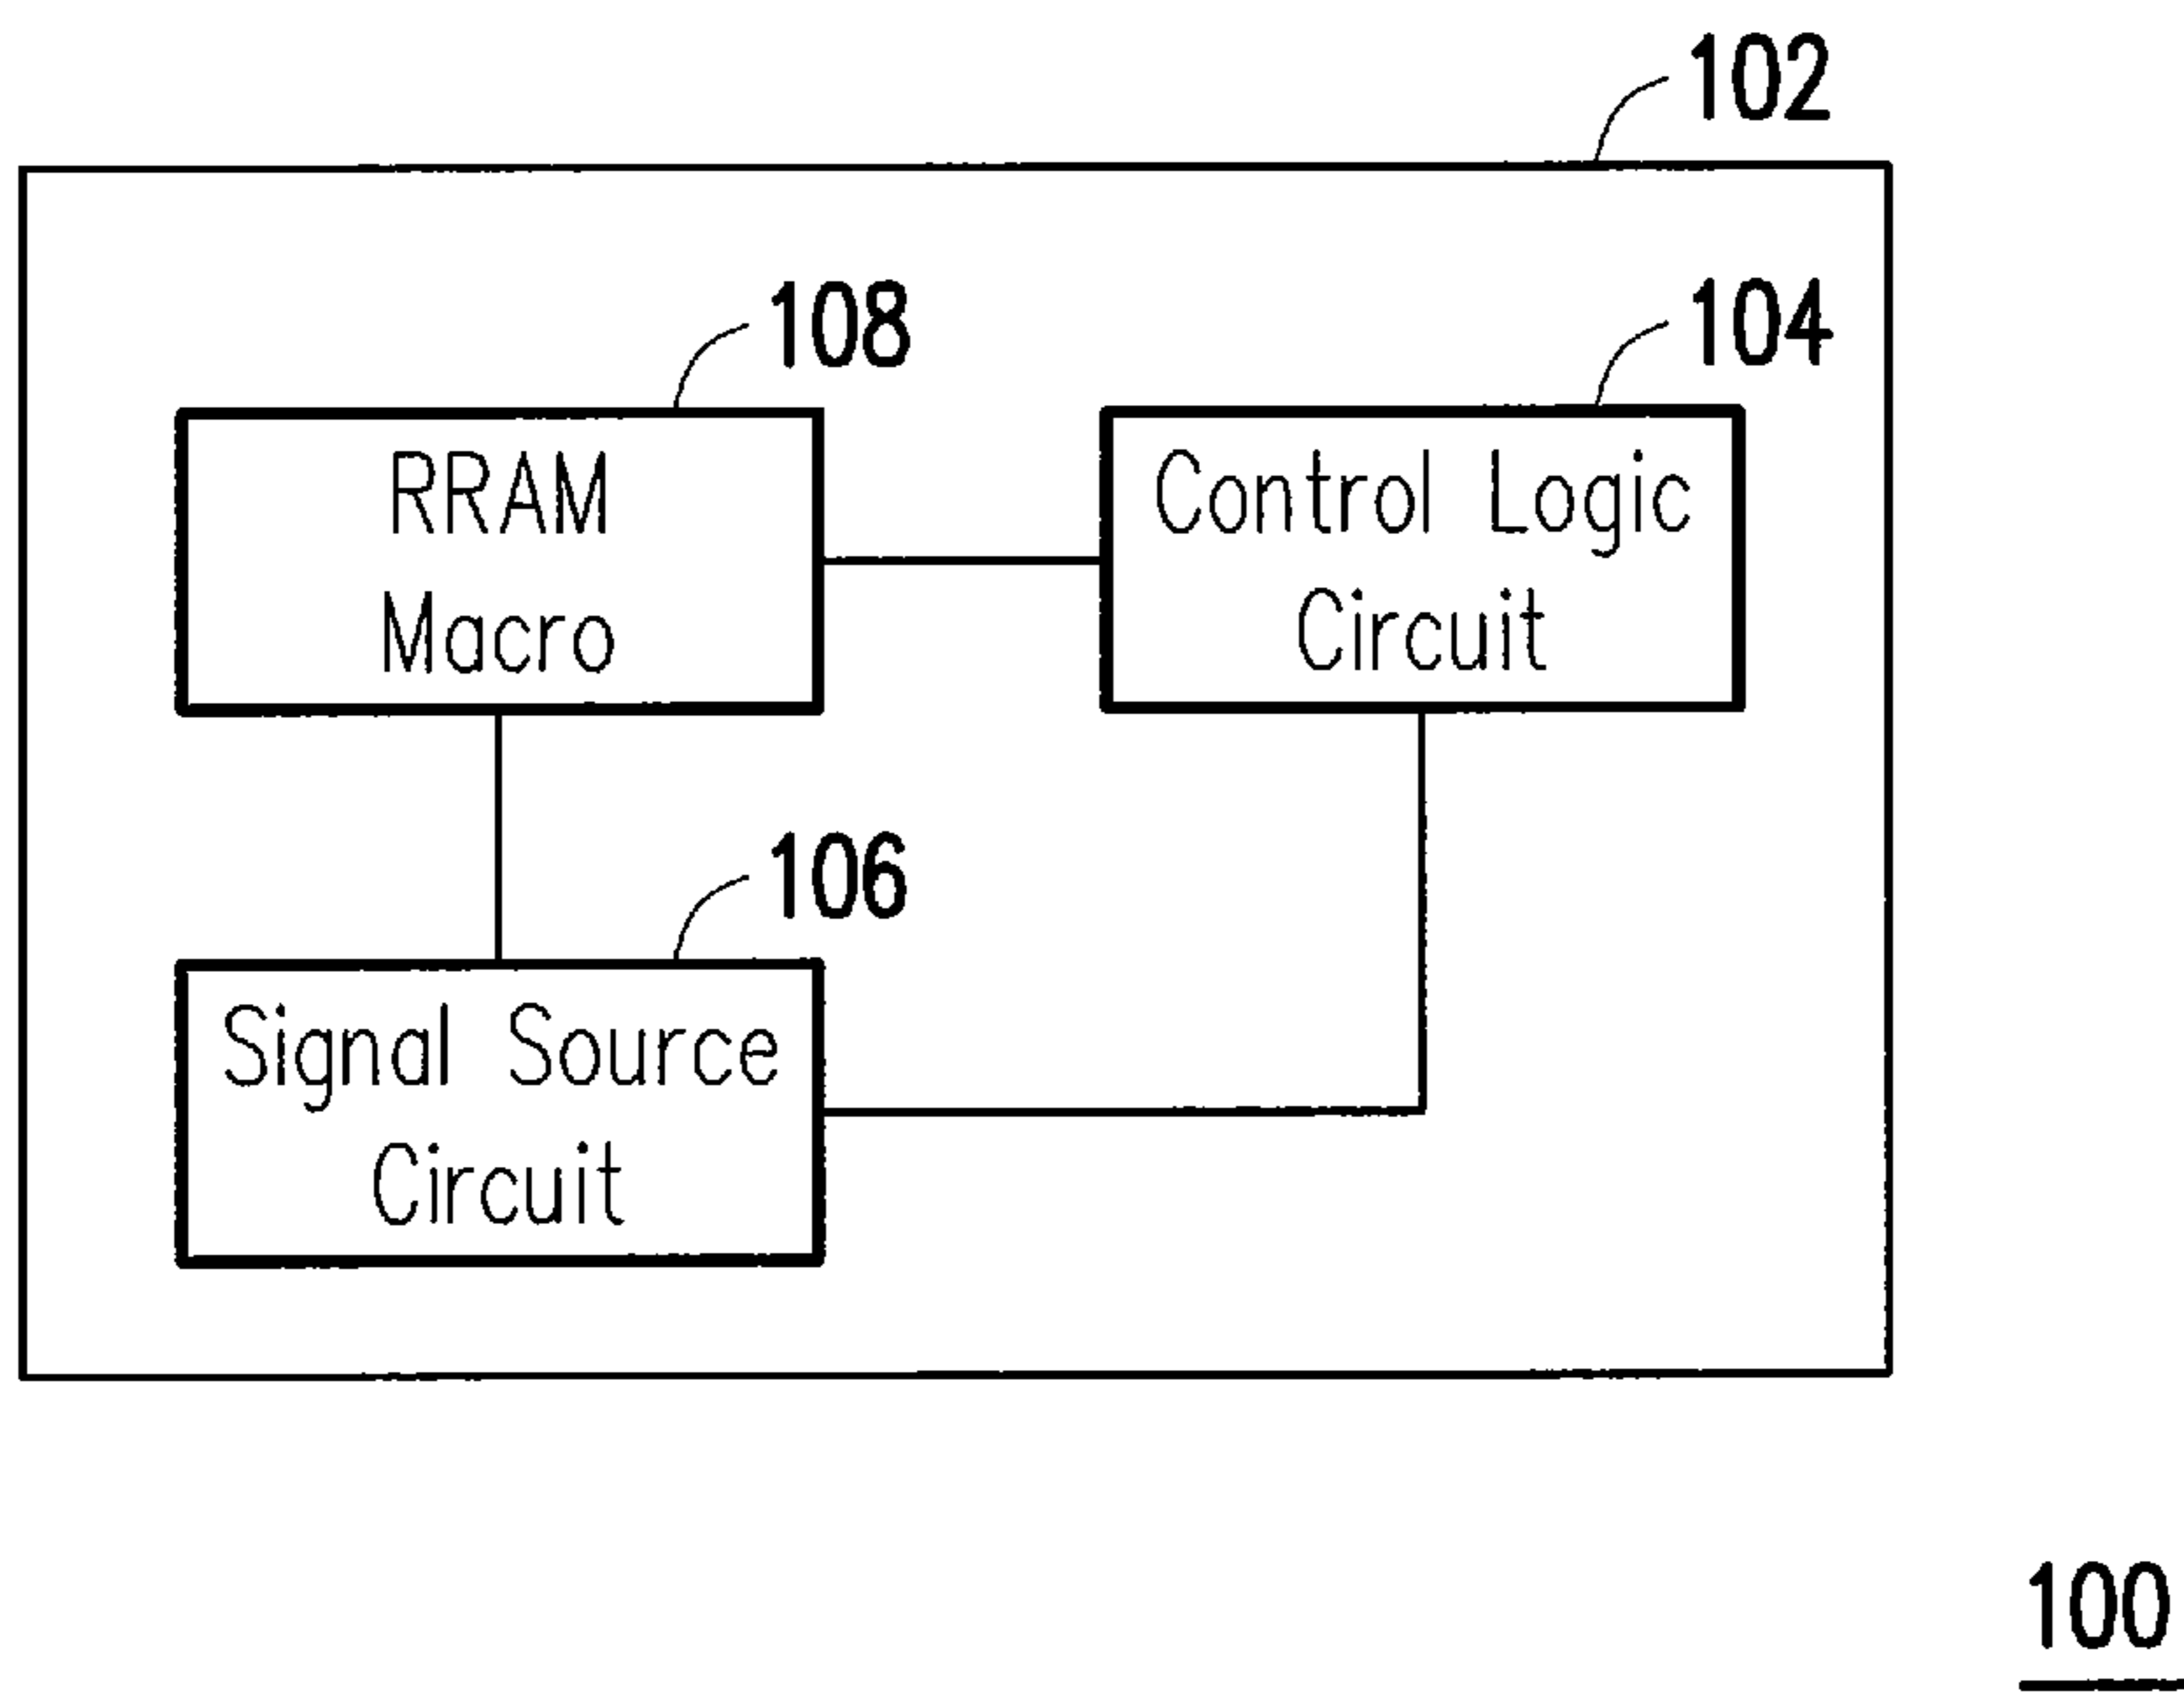 102
108
104
RRAM
Macro
Control Logic
Circuit
106
Signal Source
Circuit
100